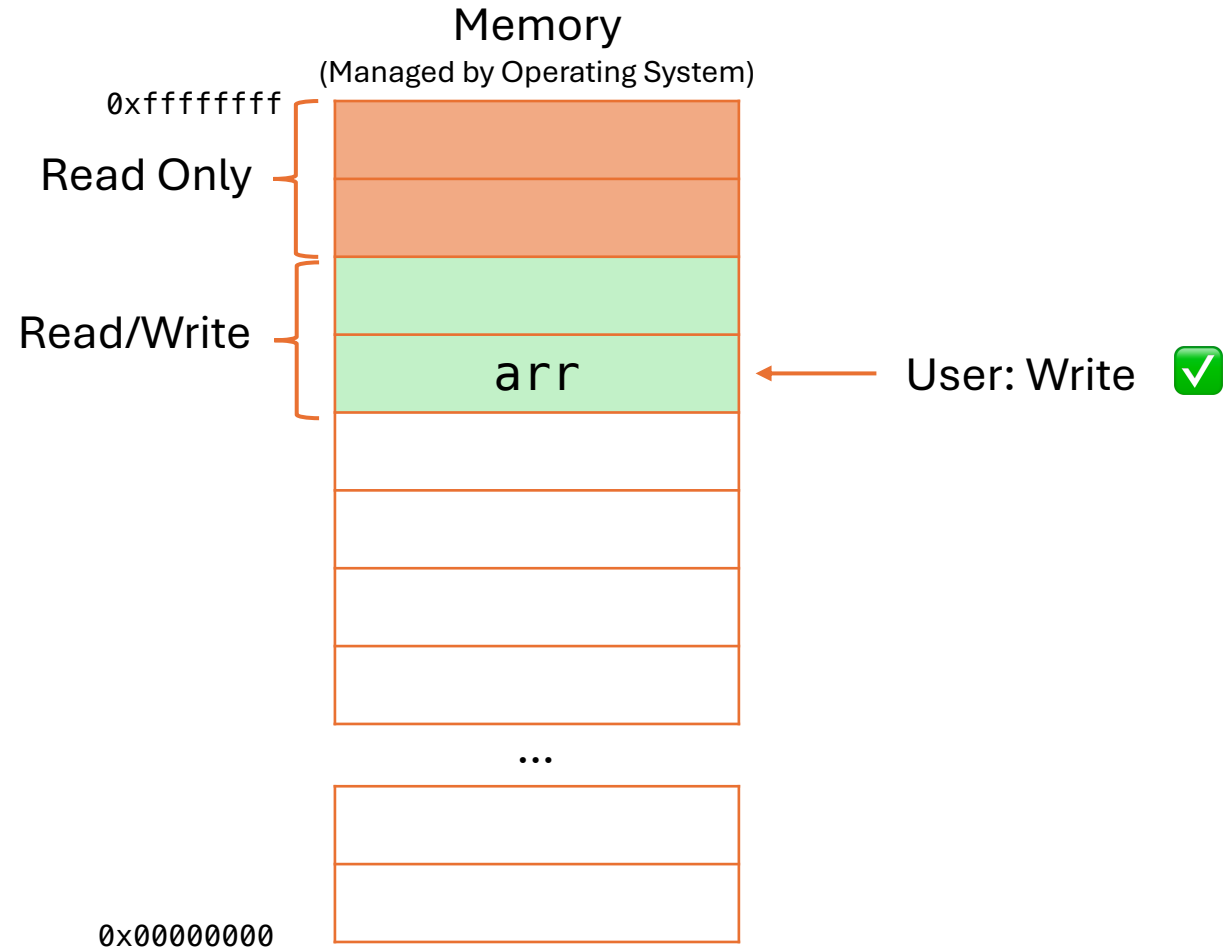 Memory
(Managed by Operating System)
0xffffffff
Read Only
Read/Write
arr
User: Write ✅
...
0x00000000